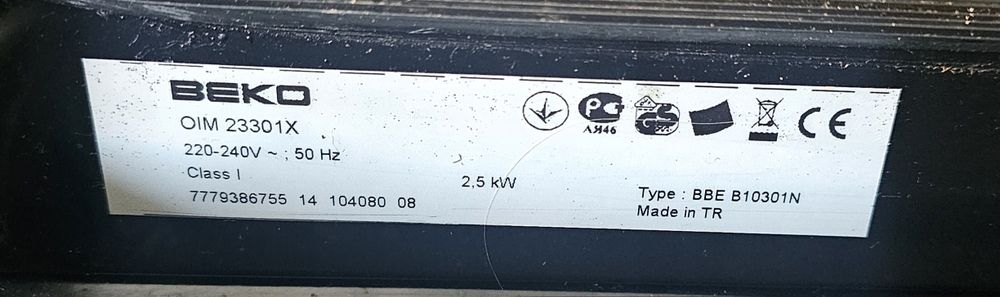 BEKO
OIM 23301X
220-240V ~ ; 50 Hz
Class I
2,5 kW
7779386755 14 104080 08
АЯ46
CE
Type : BBE B10301N
Made in TR